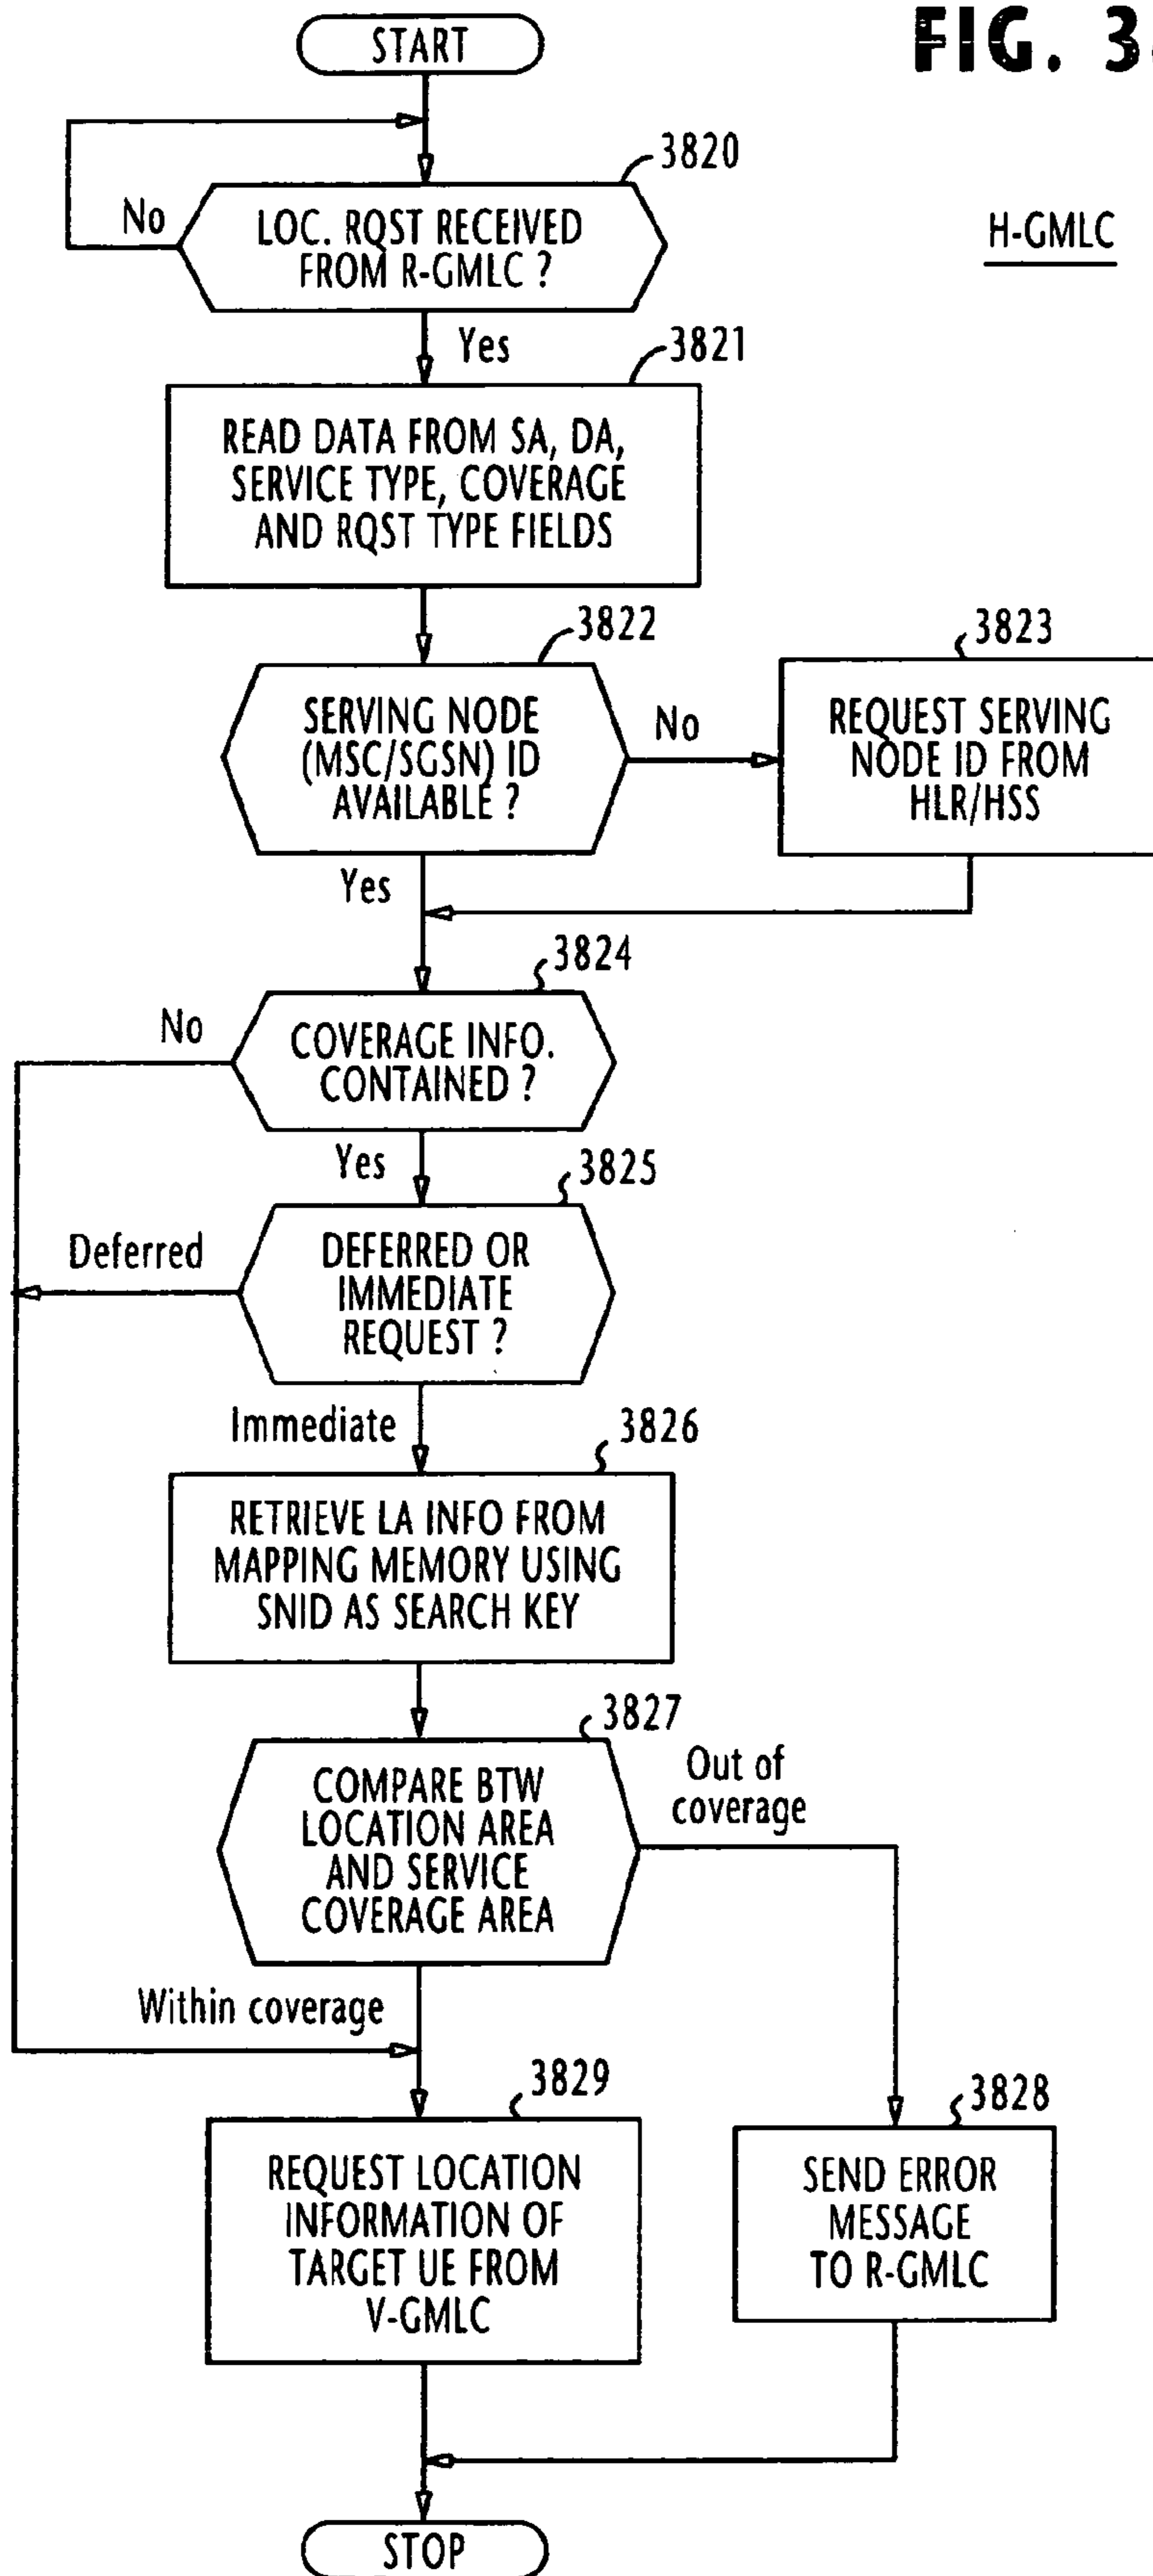 START
FIG. 3
3820
H-GMLC
No
LOC. RQST RECEIVED
FROM R-GMLC ?
Yes
3821
READ DATA FROM SA, DA,
SERVICE TYPE, COVERAGE
AND RQST TYPE FIELDS
3822
3823
SERVING NODE
(MSC/SGSN) ID
AVAILABLE ?
No
REQUEST SERVING
NODE ID FROM
HLR/HSS
Yes
3824
No
COVERAGE INFO.
CONTAINED ?
Yes
3825
Deferred
DEFERRED OR
IMMEDIATE
REQUEST ?
Immediate
3826
RETRIEVE LA INFO FROM
MAPPING MEMORY USING
SNID AS SEARCH KEY
3827
COMPARE BTW
LOCATION AREA
AND SERVICE
COVERAGE AREA
Out of
coverage
Within coverage
3829
3828
REQUEST LOCATION
INFORMATION OF
TARGET UE FROM
V-GMLC
SEND ERROR
MESSAGE
TO R-GMLC
STOP